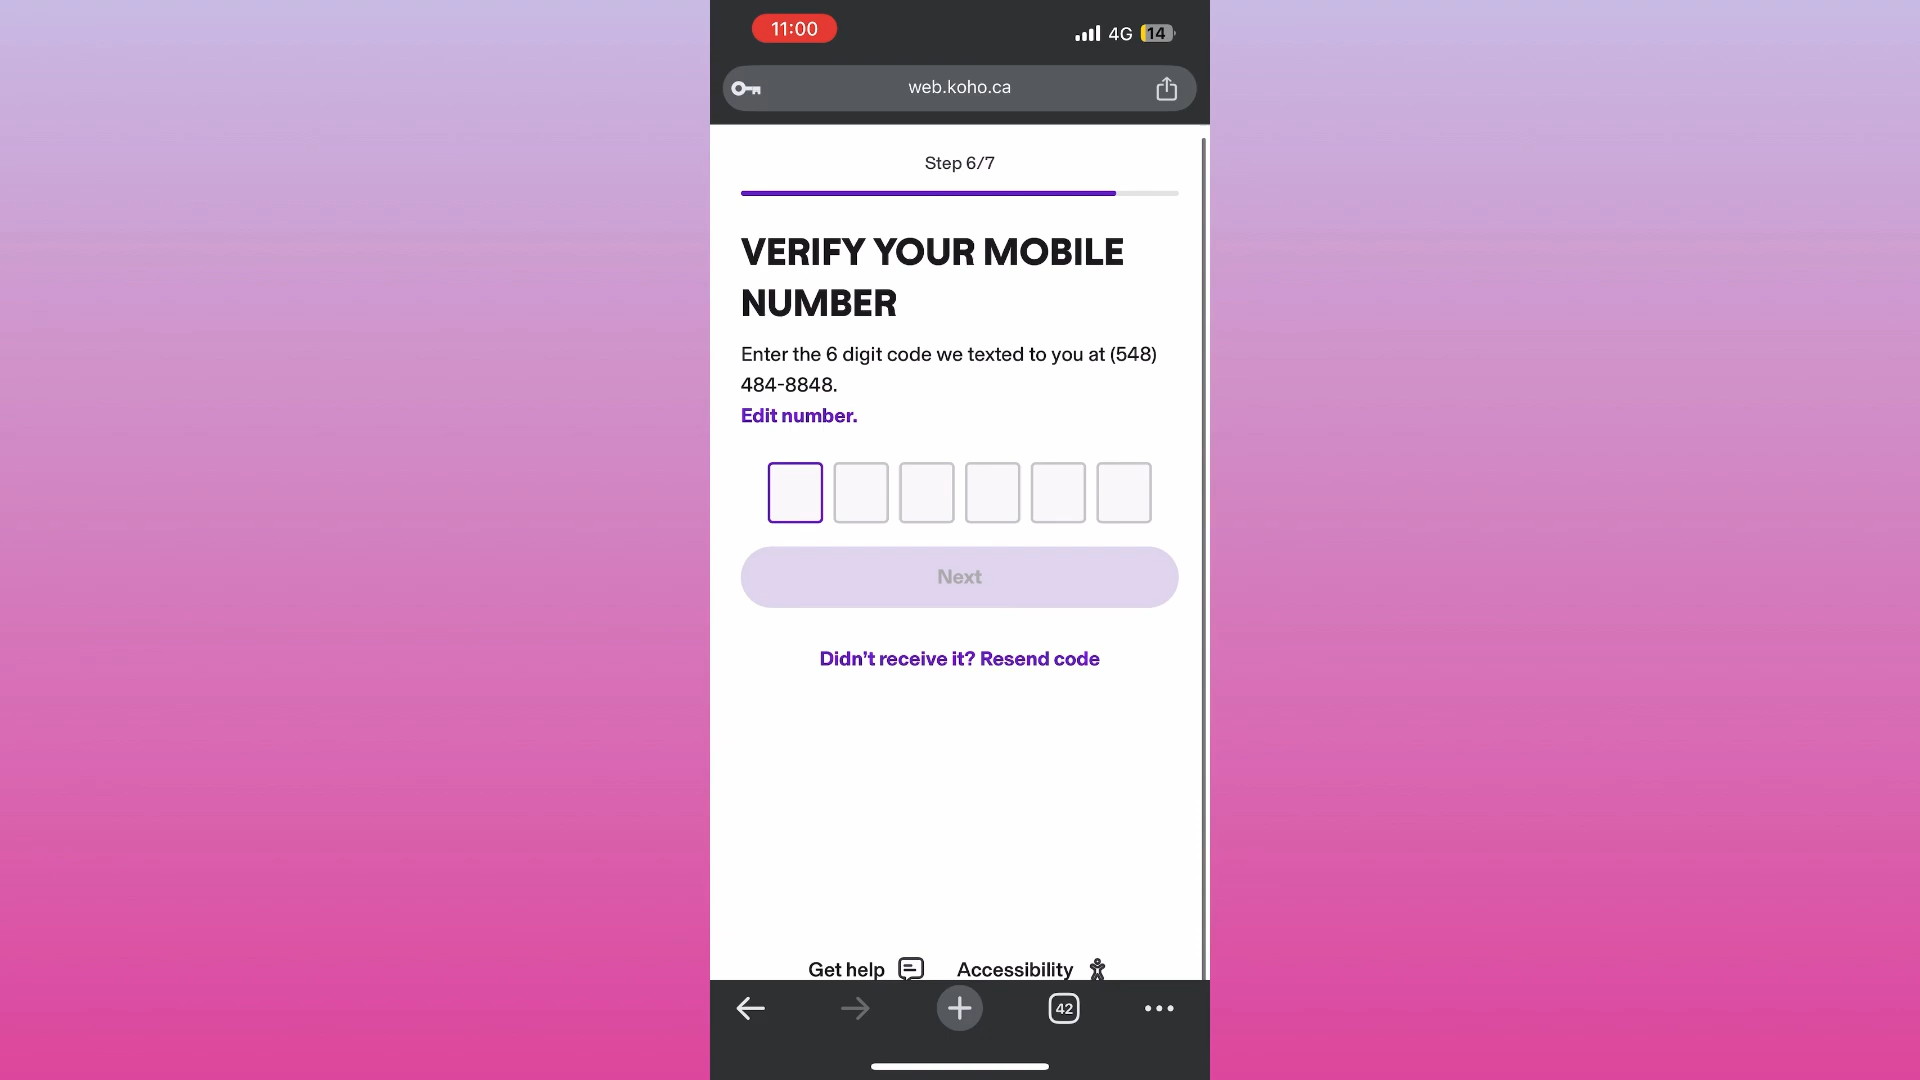 11:00
4G 14
web.koho.ca
Step 6/7
VERIFY YOUR MOBILE
NUMBER
Enter the 6 digit code we texted to you at (548)
484-8848.
Edit number.
Next
Didn't receive it? Resend code
Get help
Accessibility
42